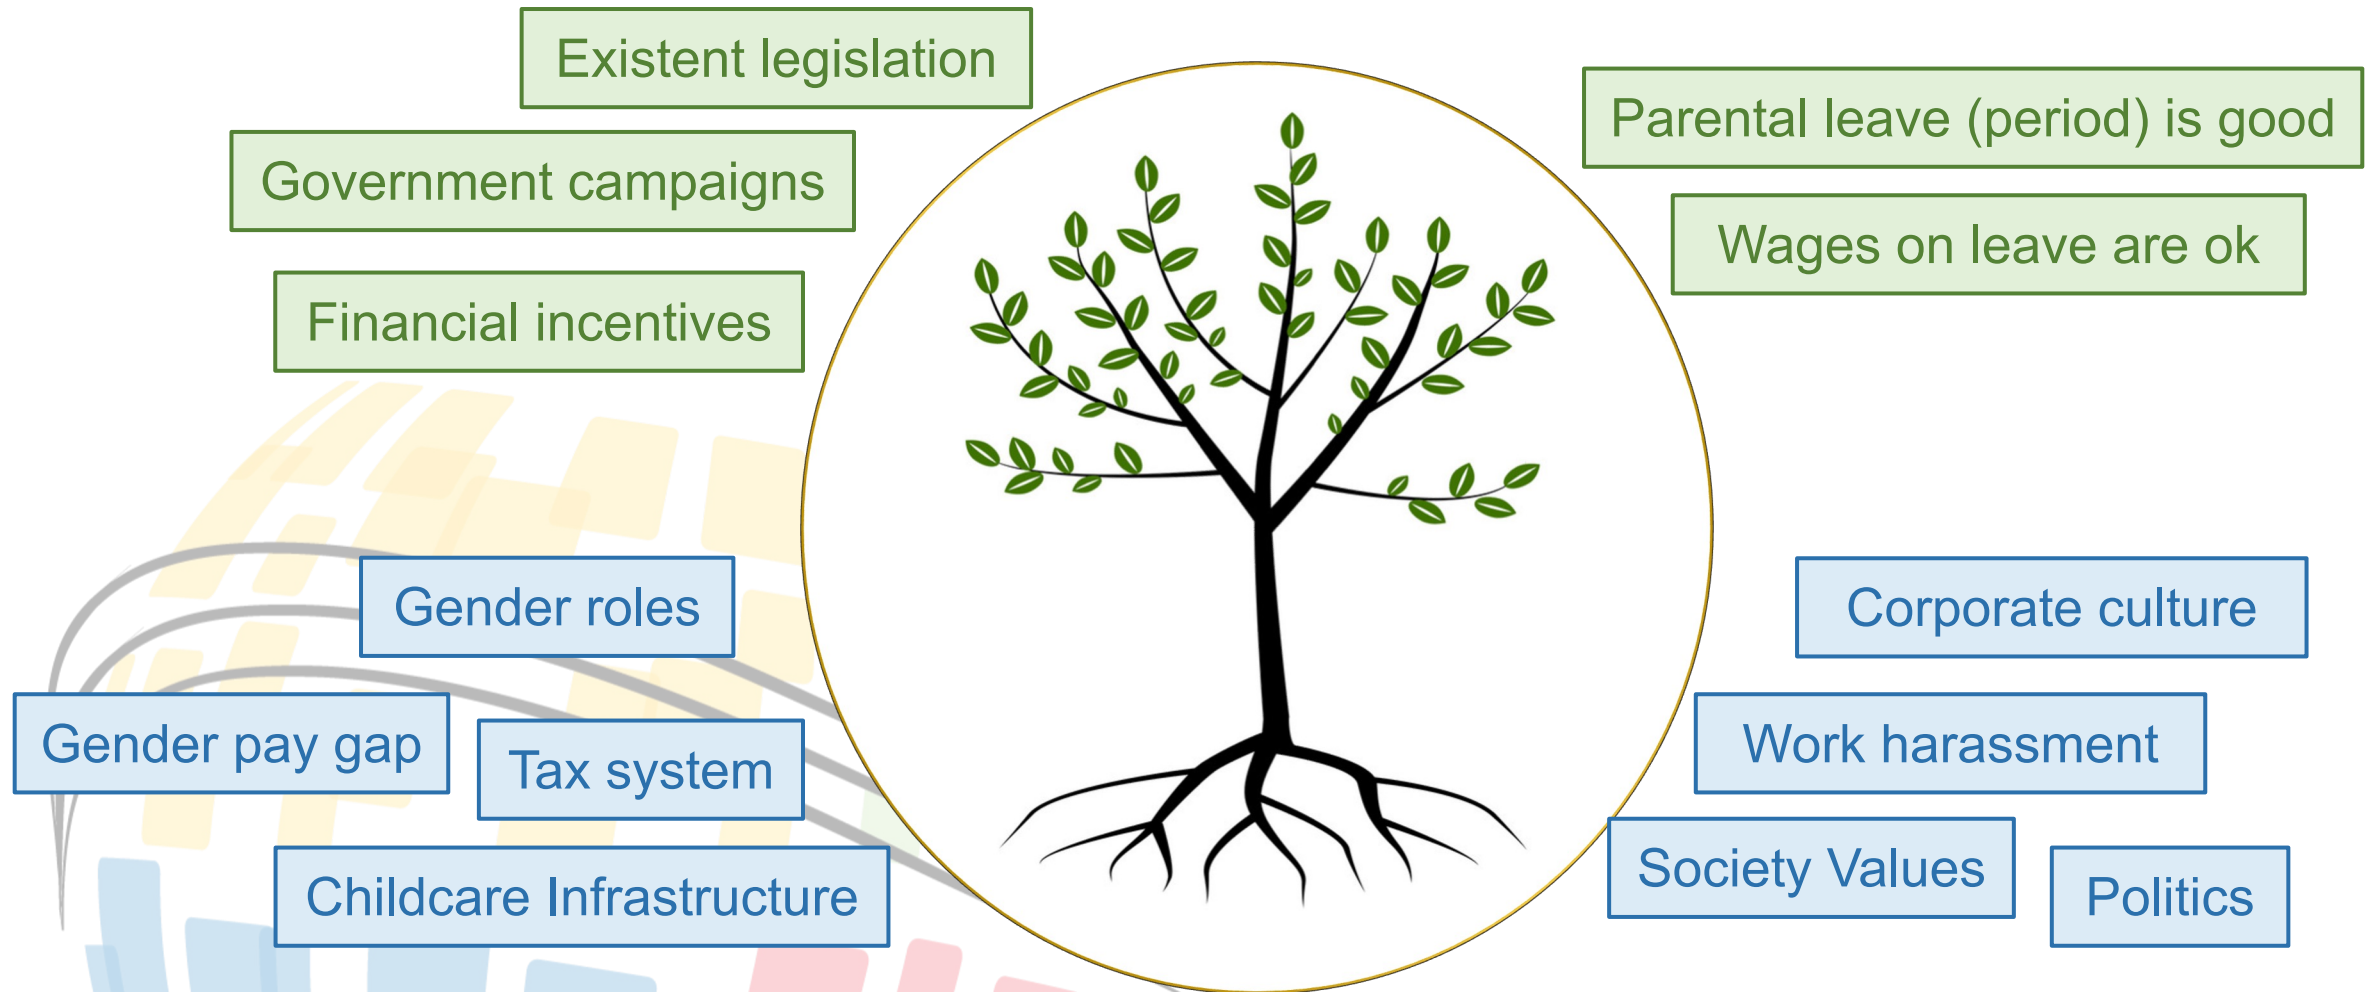 Existent legislation
Government campaigns
Financial incentives
Parental leave (period) is good
Wages on leave are ok
Gender roles
Gender pay gap
Tax system
Childcare Infrastructure
Corporate culture
Work harassment
Society Values
Politics